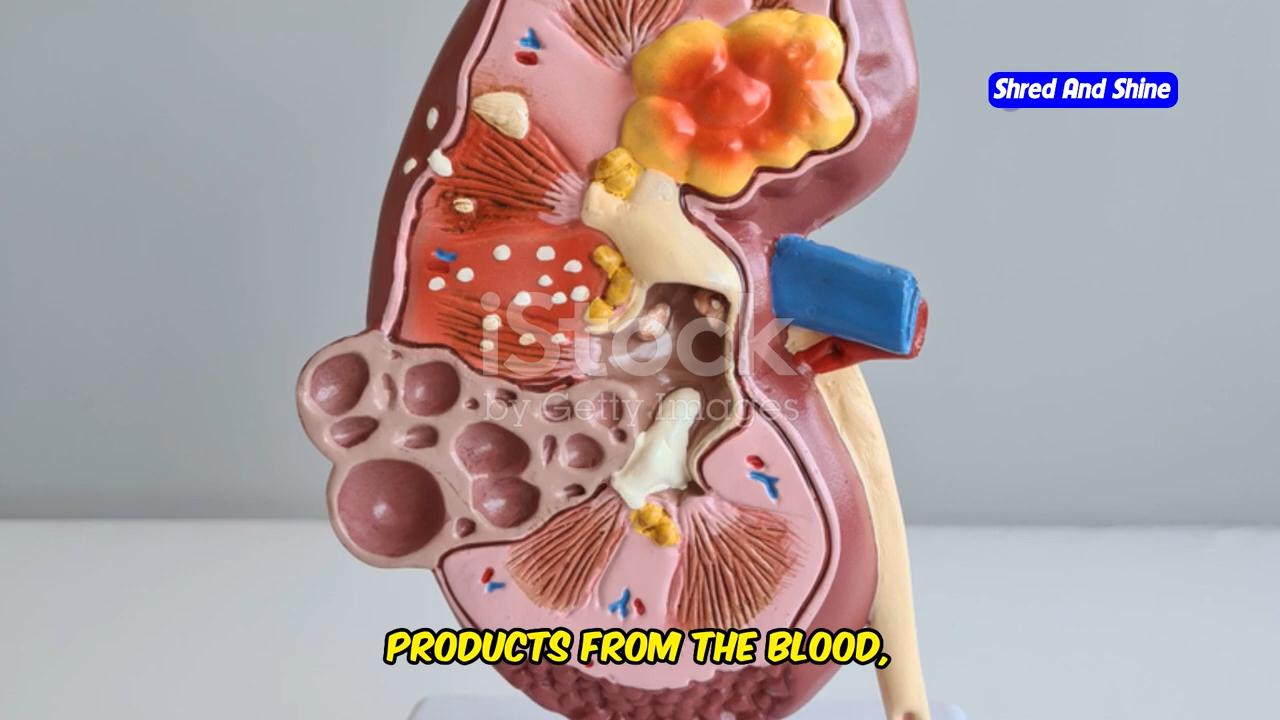 Shred And Shine
iStock
by Getty Images
PRODUCTS FROM THE BLOOD,